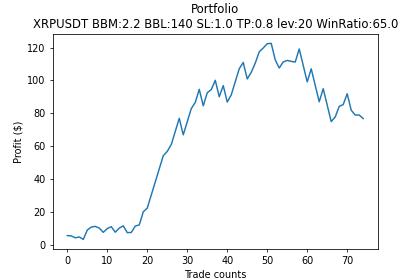 Portfolio
XRPUSDT BBM:2.2 BBL:140 SL:1.0 TP:0.8 lev:20 WinRatio:65.0
120
100
80
60
40
20
0
Profit ($)
0 10 20 30 40 50 60 70
Trade counts